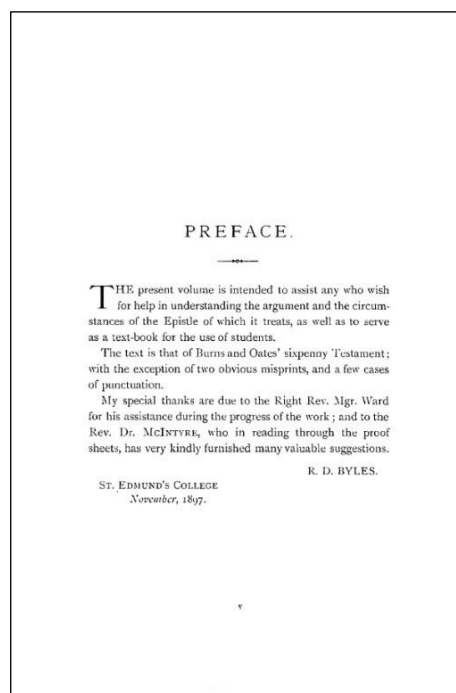 PREFACE.
THE present volume is intended to assist any who wish
for help in understanding the argument and the circum-
stances of the Epistle of which it treats, as well as to serve
as a text-book for the use of students.
The text is that of Burns and Oates' sixpenny Testament;
with the exception of two obvious misprints, and a few cases
of punctuation.
My special thanks are due to the Right Rev. Mgr. Ward
for his assistance during the progress of the work; and to the
Rev. Dr. McIntyre, who in reading through the proof
sheets, has very kindly furnished many valuable suggestions.
R. D. BYLES.
St. Edmund's College
November, 1897.
v